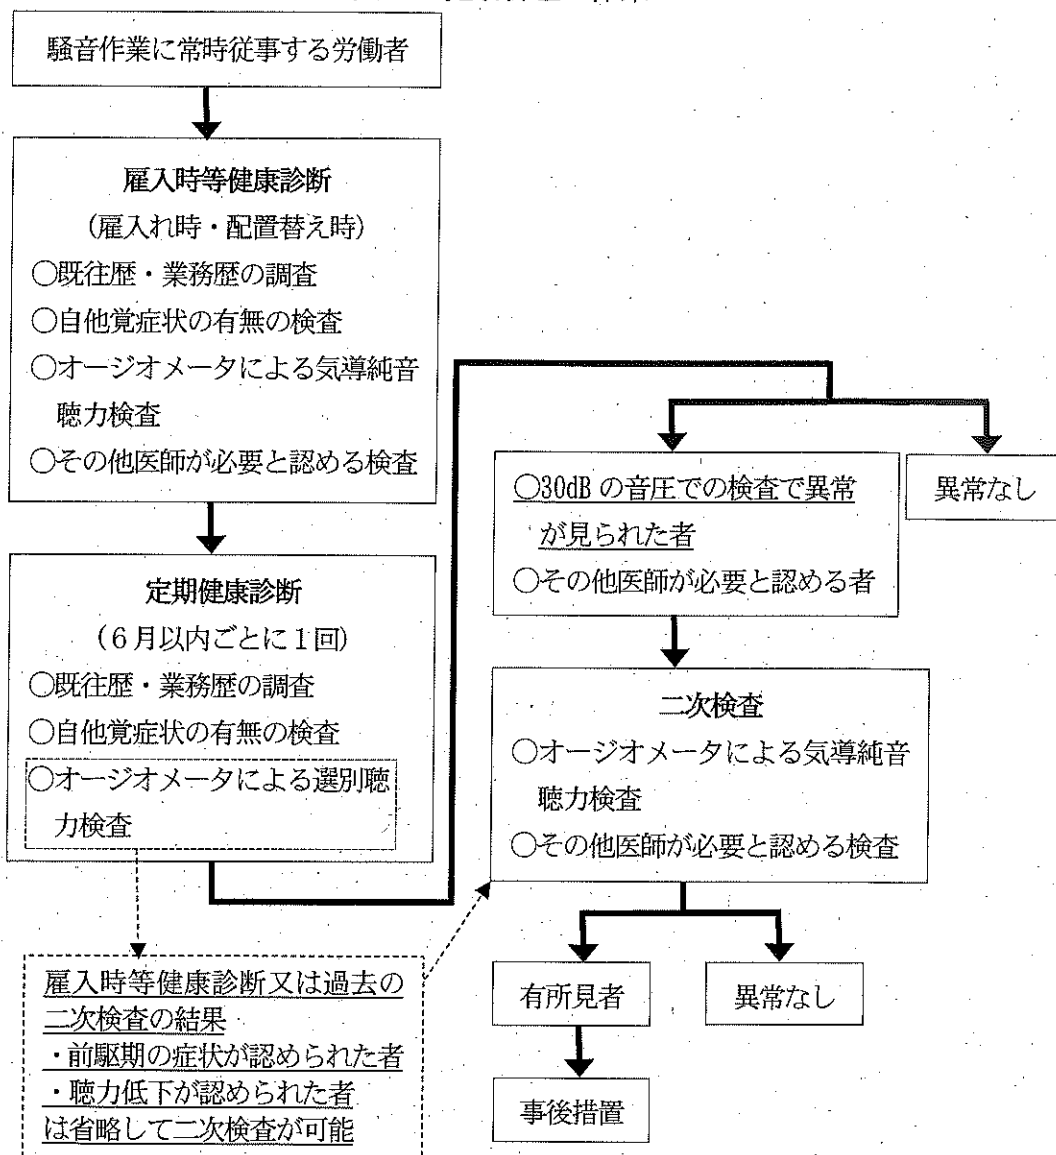 騒音作業に常時従事する労働者
雇入時等健康診断
(雇入れ時・配置替え時)
○既往歴・業務歴の調査
○自他覚症状の有無の検査
○オージオメータによる気導純音
聴力検査
○その他医師が必要と認める検査
定期健康診断
(6月以内ごとに1回)
○既往歴・業務歴の調査
○自他覚症状の有無の検査
○オージオメータによる選別聴
力検査
雇入時等健康診断又は過去の
二次検査の結果
・前駆期の症状が認められた者
・聴力低下が認められた者
は省略して二次検査が可能
○30dBの音圧での検査で異常
が見られた者
○その他医師が必要と認める者
異常なし
二次検査
○オージオメータによる気導純音
聴力検査
○その他医師が必要と認める検査
有所見者
異常なし
事後措置